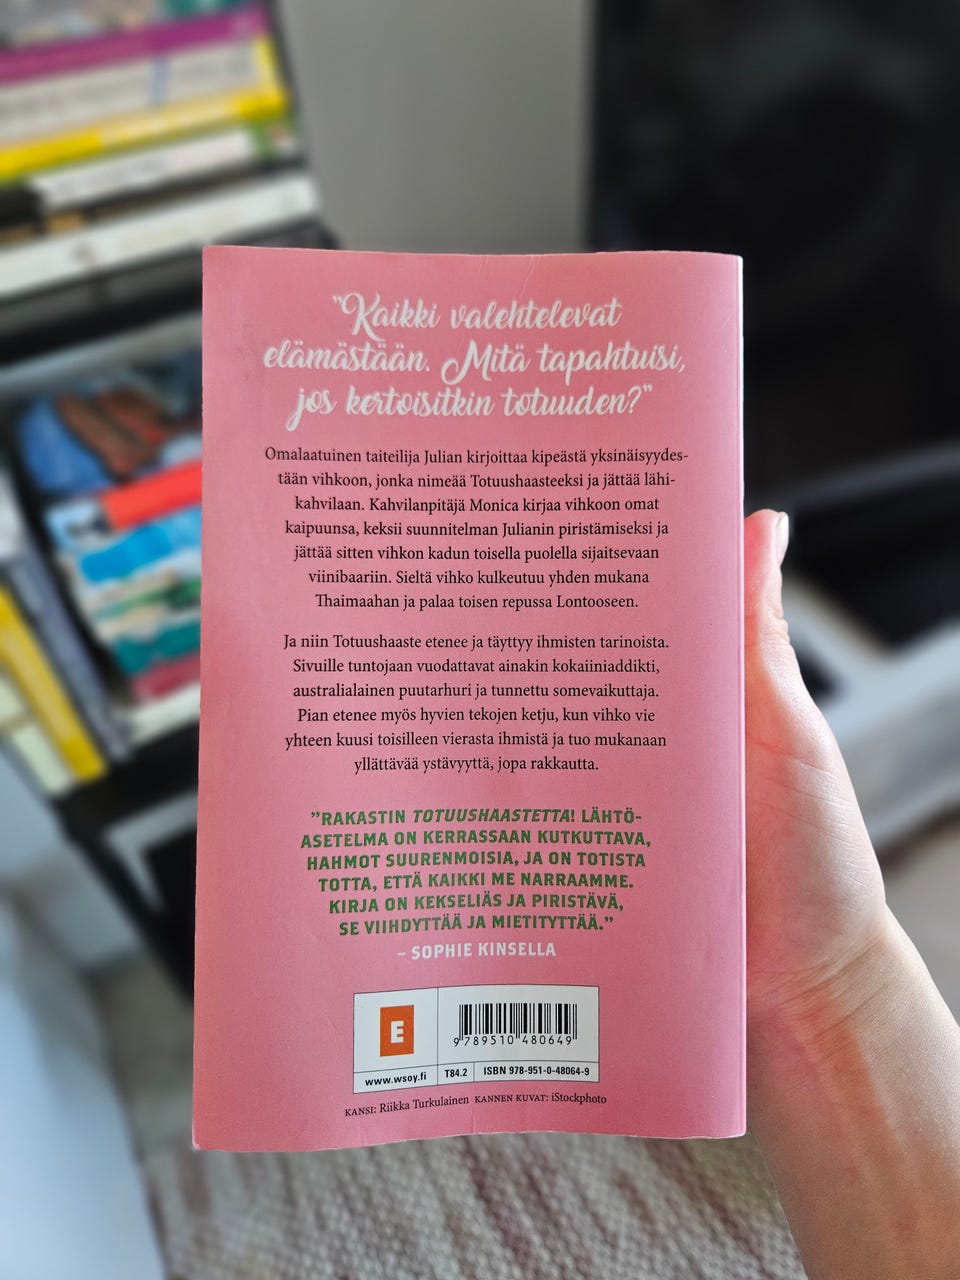 "Kaikki valehtelevat
elämästään. Mitä tapahtuisi,
jos kertoisitkin totuuden?"
Omalaatuinen taiteilija Julian kirjoittaa kipeästä yksinäisyydes-
tään vihkoon, jonka nimeää Totuushaasteeksi ja jättää lähi-
kahvilaan. Kahvilanpitäjä Monica kirjaa vihkoon omat
kaipuunsa, keksii suunnitelman Julianin piristämiseksi ja
jättää sitten vihkon kadun toisella puolella sijaitsevaan
viinibaariin. Sieltä vihko kulkeutuu yhden mukana
Thaimaahan ja palaa toisen repussa Lontooseen.
Ja niin Totuushaaste etenee ja täyttyy ihmisten tarinoista.
Sivuille tuntojaan vuodattavat ainakin kokaiiniaddikti,
australialainen puutarhuri ja tunnettu somevaikuttaja.
Pian etenee myös hyvien tekojen ketju, kun vihko vie
yhteen kuusi toisilleen vierasta ihmistä ja tuo mukanaan
yllättävää ystävyyttä, jopa rakkautta.
”RAKASTIN TOTUUSHAASTETTA! LÄHTÖ-
ASETELMA ON KERRASSAAN KUTKUTTAVA,
HAHMOT SUURENMOISIA, JA ON TOTISTA
TOTTA, ETTÄ KAIKKI ME NARRAAMME.
KIRJA ON KEKSELIÄS JA PIRISTÄVÄ,
SE VIIHDYTTÄÄ JA MIETITYTTÄÄ.”
– SOPHIE KINSELLA
E
9 789510 480649
www.wsoy.fi
T84.2
ISBN 978-951-0-48064-9
KANSI: Riikka Turkulainen KANNEN KUVAT: iStockphoto